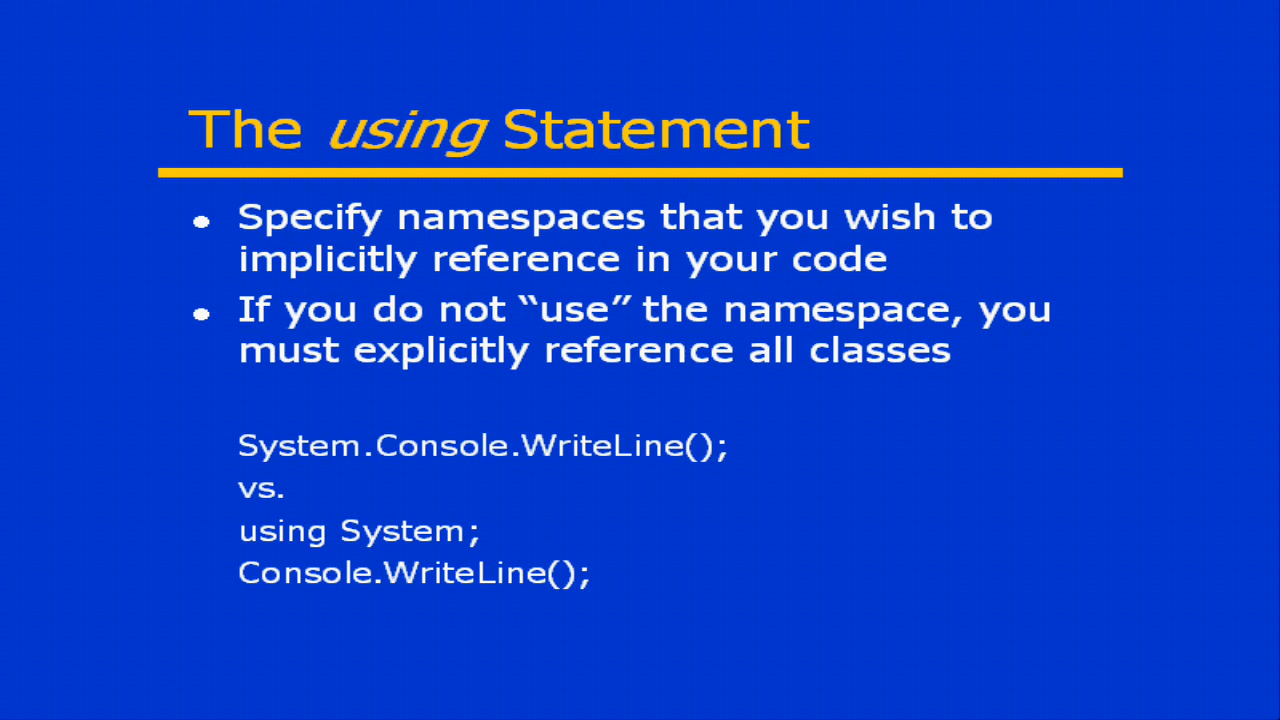 The using Statement
• Specify namespaces that you wish to
implicitly reference in your code
• If you do not “use” the namespace, you
must explicitly reference all classes
System.Console.WriteLine();
vs.
using System;
Console.WriteLine();